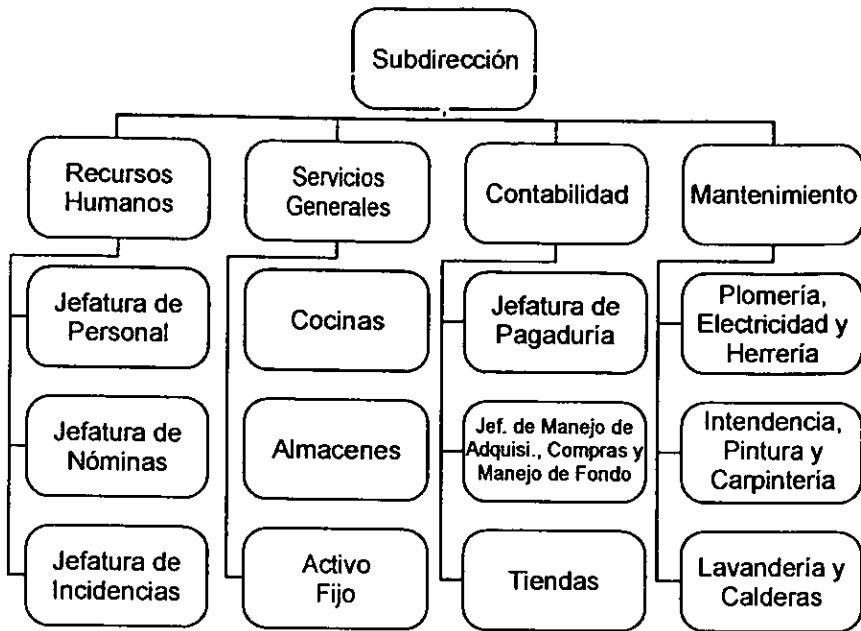 Subdirección
Recursos
Humanos
Servicios
Generales
Contabilidad
Mantenimiento
Jefatura de
Personal
Cocinas
Jefatura de
Pagaduría
Plomería,
Electricidad y
Herrería
Jefatura de
Nóminas
Almacenes
Jef. de Manejo de
Adquisi., Compras y
Manejo de Fondo
Intendencia,
Pintura y
Carpintería
Jefatura de
Incidencias
Activo
Fijo
Tiendas
Lavandería y
Calderas